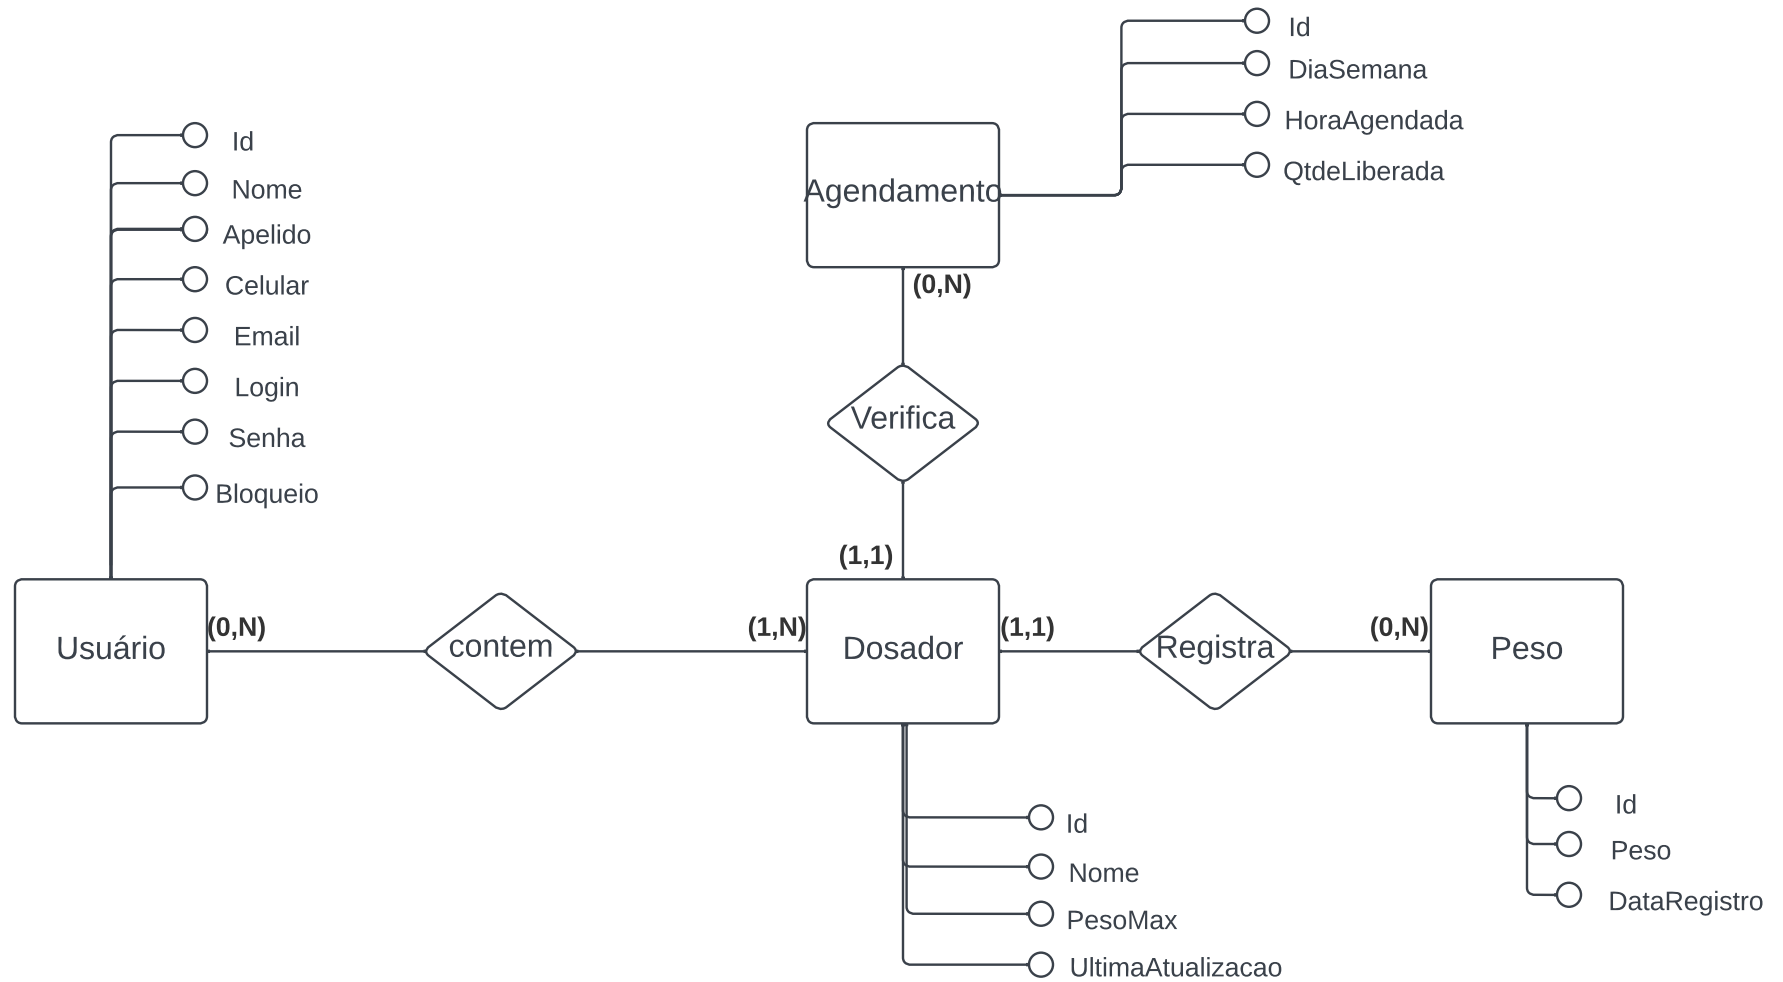 Id
DiaSemana
HoraAgendada
QtdeLiberada
Agendamento
(0,N)
Id
Nome
Apelido
Celular
Email
Login
Senha
Bloqueio
Verifica
(1,1)
Usuário
(0,N)
contem
(1,N)
Dosador
(1,1)
Registra
(0,N)
Peso
Id
Nome
PesoMax
UltimaAtualizacao
Id
Peso
DataRegistro